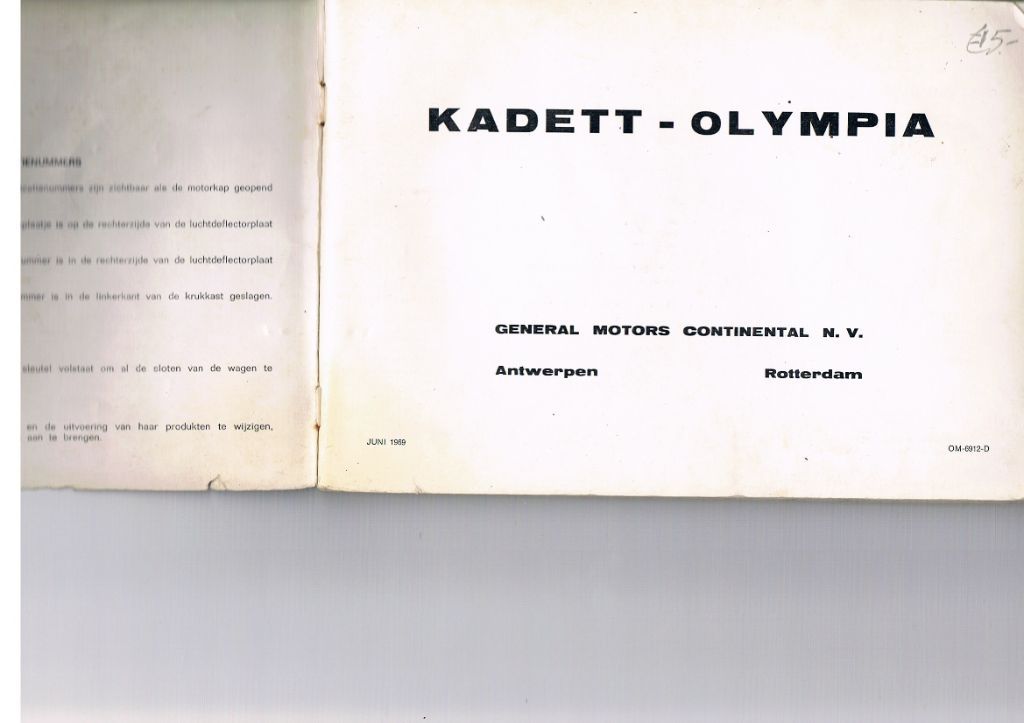 zijn zichtbaar als de motorkap geopend
is op de rechterzijde van de luchtdeflectorplaat
is in de rechterzijde van de luchtdeflectorplaat
is in de linkerkant van de krukkast geslagen.
sleutel volstaat om al de sloten van de wagen te
en de uitvoering van haar produkten te wijzigen,
aan te brengen.
€15-
KADETT - OLYMPIA
GENERAL MOTORS CONTINENTAL N. V.
Antwerpen Rotterdam
JUNI 1969
OM-6912-D